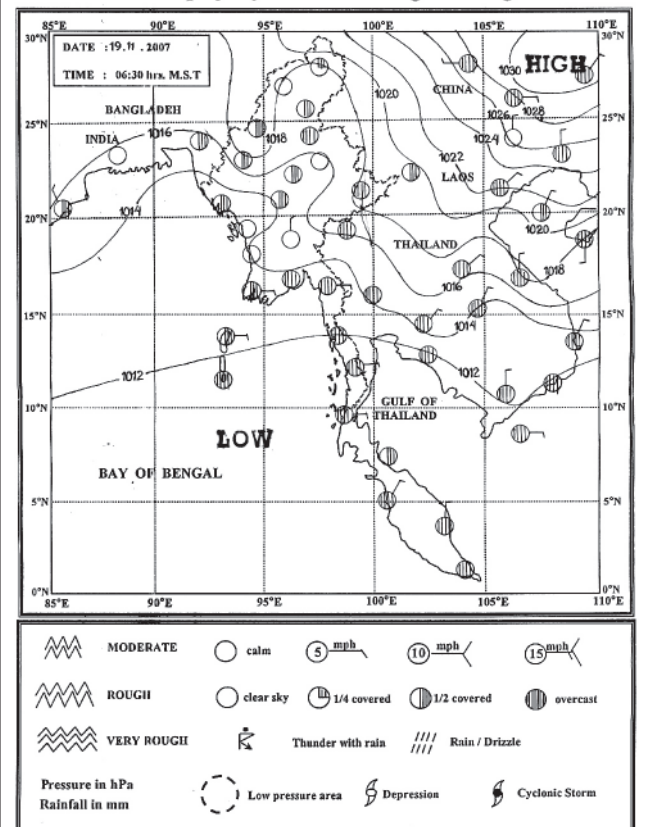 85°E 90°E 95°E 100°E 105°E 110°E
30°N 30°N
DATE : 19.11.2007
TIME : 06:30 hrs. M.S.T
HIGH
1030
CHINA
1020
1028
1026
BANGLADEH
25°N 25°N
1016
INDIA
1018
1024
1022
LAOS
1014
20°N 20°N
1020
THAILAND
1018
1016
15°N 15°N
1014
1012
1012
10°N 10°N
GULF OF
THAILAND
LOW
BAY OF BENGAL
5°N 5°N
0°N 0°N
85°E 90°E 95°E 100°E 105°E 110°E
MODERATE calm 5 mph 10 mph 15 mph
ROUGH clear sky 1/4 covered 1/2 covered overcast
VERY ROUGH Thunder with rain Rain / Drizzle
Pressure in hPa
Rainfall in mm
Low pressure area Depression Cyclonic Storm